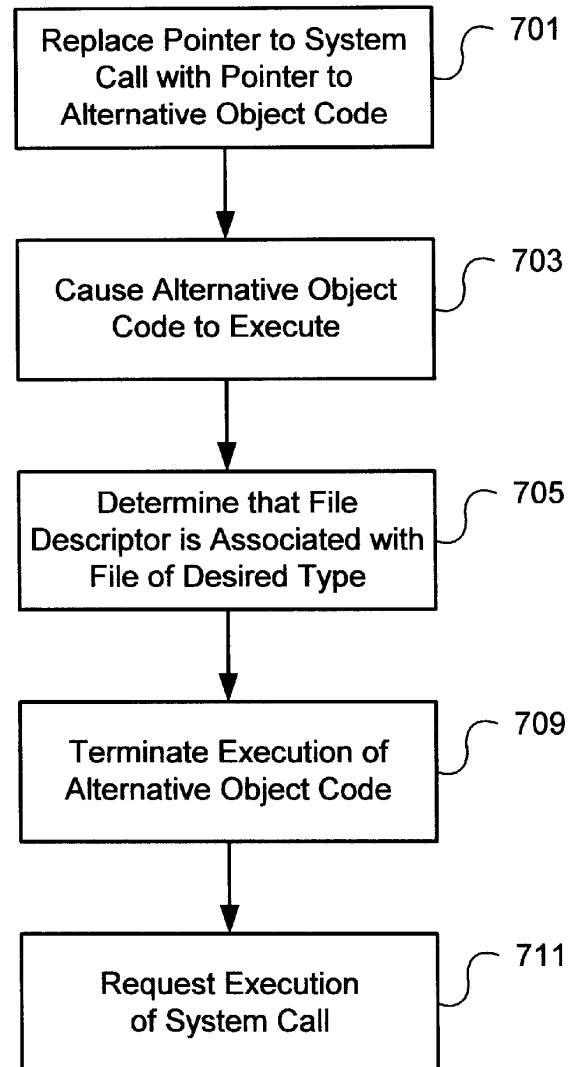 Replace Pointer to System
Call with Pointer to
Alternative Object Code
701
Cause Alternative Object
Code to Execute
703
Determine that File
Descriptor is Associated with
File of Desired Type
705
Terminate Execution of
Alternative Object Code
709
Request Execution
of System Call
711